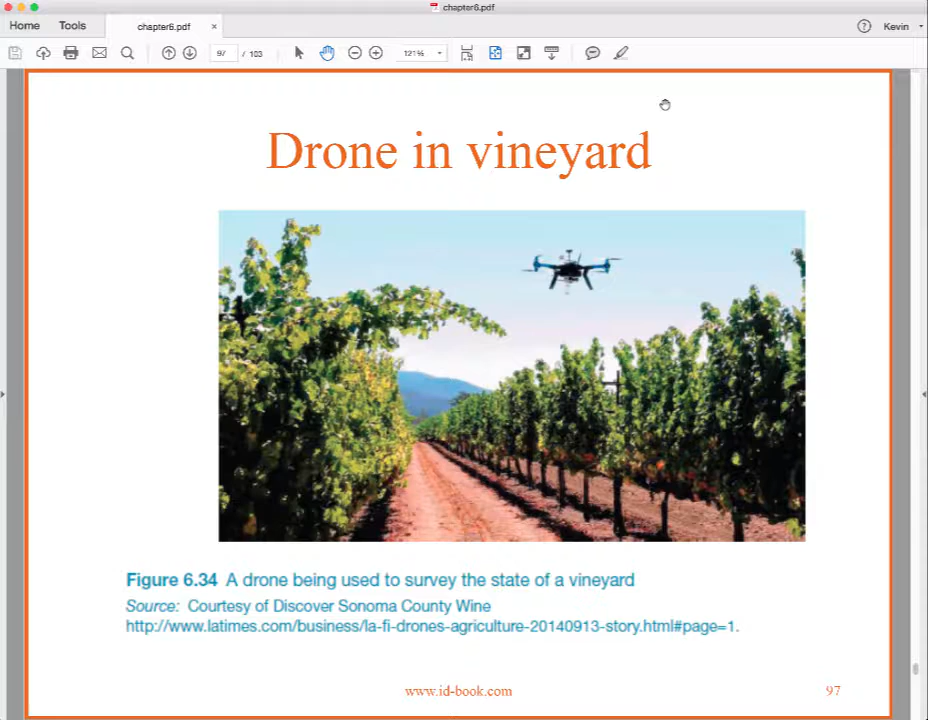 chapter6.pdf
Home Tools chapter6.pdf × ? Kevin
97 / 103 121%
Drone in vineyard
Figure 6.34 A drone being used to survey the state of a vineyard
Source: Courtesy of Discover Sonoma County Wine
http://www.latimes.com/business/la-fi-drones-agriculture-20140913-story.html#page=1.
www.id-book.com 97